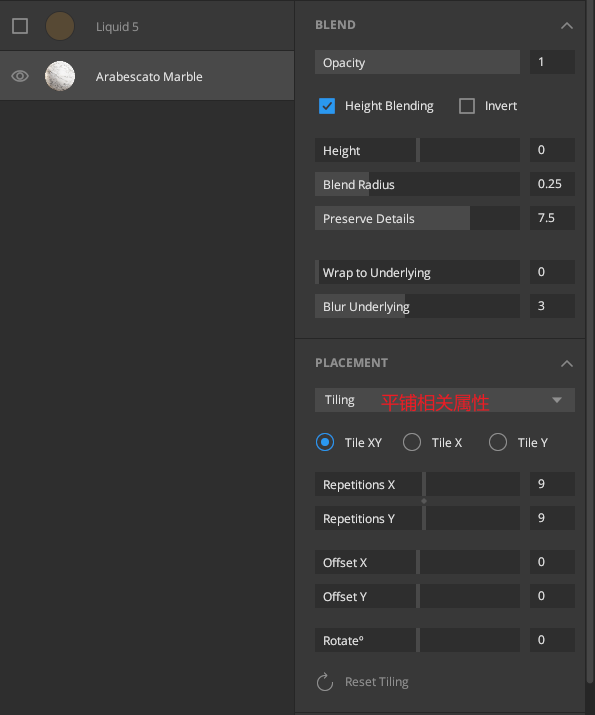 Liquid 5
Arabescato Marble
BLEND
Opacity 1
Height Blending Invert
Height 0
Blend Radius 0.25
Preserve Details 7.5
Wrap to Underlying 0
Blur Underlying 3
PLACEMENT
Tiling 平铺相关属性
Tile XY Tile X Tile Y
Repetitions X 9
Repetitions Y 9
Offset X 0
Offset Y 0
Rotateº 0
Reset Tiling